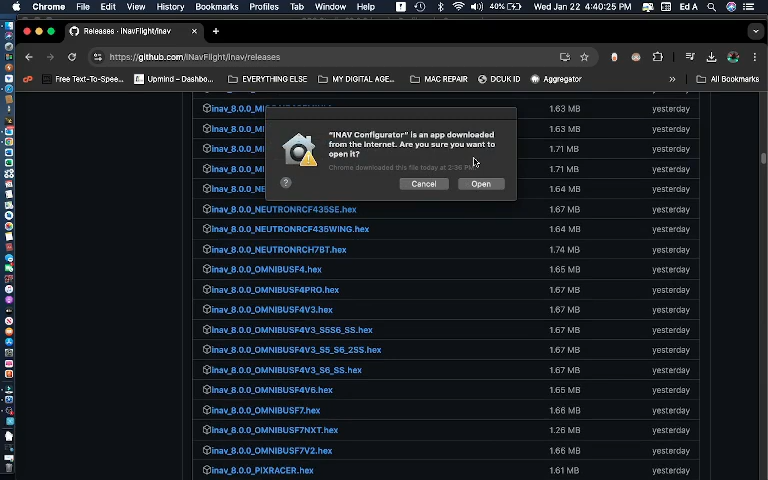 Chrome File Edit View History Bookmarks Profiles Tab Window Help 40% Wed Jan 22 4:40:25 PM Ed A
Releases · iNavFlight/inav
https://github.com/iNavFlight/inav/releases
Free Text-To-Spee... Upmind – Dashbo... EVERYTHING ELSE MY DIGITAL AGE... MAC REPAIR DCUK ID Aggregator » All Bookmarks
1.63 MB yesterday
1.63 MB yesterday
1.71 MB yesterday
1.71 MB yesterday
1.64 MB yesterday
"INAV Configurator" is an app downloaded
from the Internet. Are you sure you want to
open it?
Chrome downloaded this file today at 2:36 PM.
? Cancel Open
inav_8.0.0_NEUTRONRCF435SE.hex 1.67 MB yesterday
inav_8.0.0_NEUTRONRCF435WING.hex 1.64 MB yesterday
inav_8.0.0_NEUTRONRCH7BT.hex 1.74 MB yesterday
inav_8.0.0_OMNIBUSF4.hex 1.65 MB yesterday
inav_8.0.0_OMNIBUSF4PRO.hex 1.67 MB yesterday
inav_8.0.0_OMNIBUSF4V3.hex 1.67 MB yesterday
inav_8.0.0_OMNIBUSF4V3_S5S6_SS.hex 1.67 MB yesterday
inav_8.0.0_OMNIBUSF4V3_S5_S6_2SS.hex 1.67 MB yesterday
inav_8.0.0_OMNIBUSF4V3_S6_SS.hex 1.67 MB yesterday
inav_8.0.0_OMNIBUSF4V6.hex 1.65 MB yesterday
inav_8.0.0_OMNIBUSF7.hex 1.66 MB yesterday
inav_8.0.0_OMNIBUSF7NXT.hex 1.26 MB yesterday
inav_8.0.0_OMNIBUSF7V2.hex 1.66 MB yesterday
inav_8.0.0_PIXRACER.hex 1.61 MB yesterday